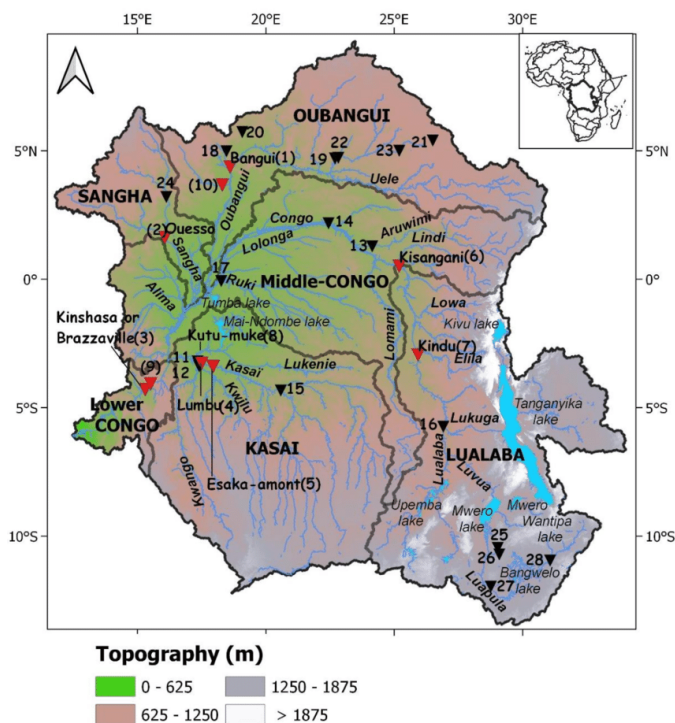 15°E 20°E 25°E 30°E
OUBANGUI
20
18
Bangui(1)
22
19
23
21
5°N
(10)
Uele
24
SANGHA
Oubangui
(2) Ouesso
Congo
14
Aruwimi
Lolonga
13
Lindi
Sangha
Kisangani(6)
0°
17
Ruki
Middle-CONGO
Alima
Tumba lake
Lowa
Kinshasa or
Brazzaville(3)
Mai-Ndombe lake
Lomami
Kivu lake
Kutu-muke(8)
Kindu(7)
11
12
Kasai
Lukenie
Elila
(9)
Kwilu
15
Lower
CONGO
Lumbu(4)
5°S
16
Lukuga
Tanganyika
lake
KASAI
Lualaba
LUALABA
Esaka-amont(5)
Luvua
Kwango
Upemba
lake
Mwero
lake
Mwero
Wantipa
lake
10°S
25
26
28
Bangwelo
lake
27
Luapula
Topography (m)
0 - 625
1250 - 1875
625 - 1250
> 1875